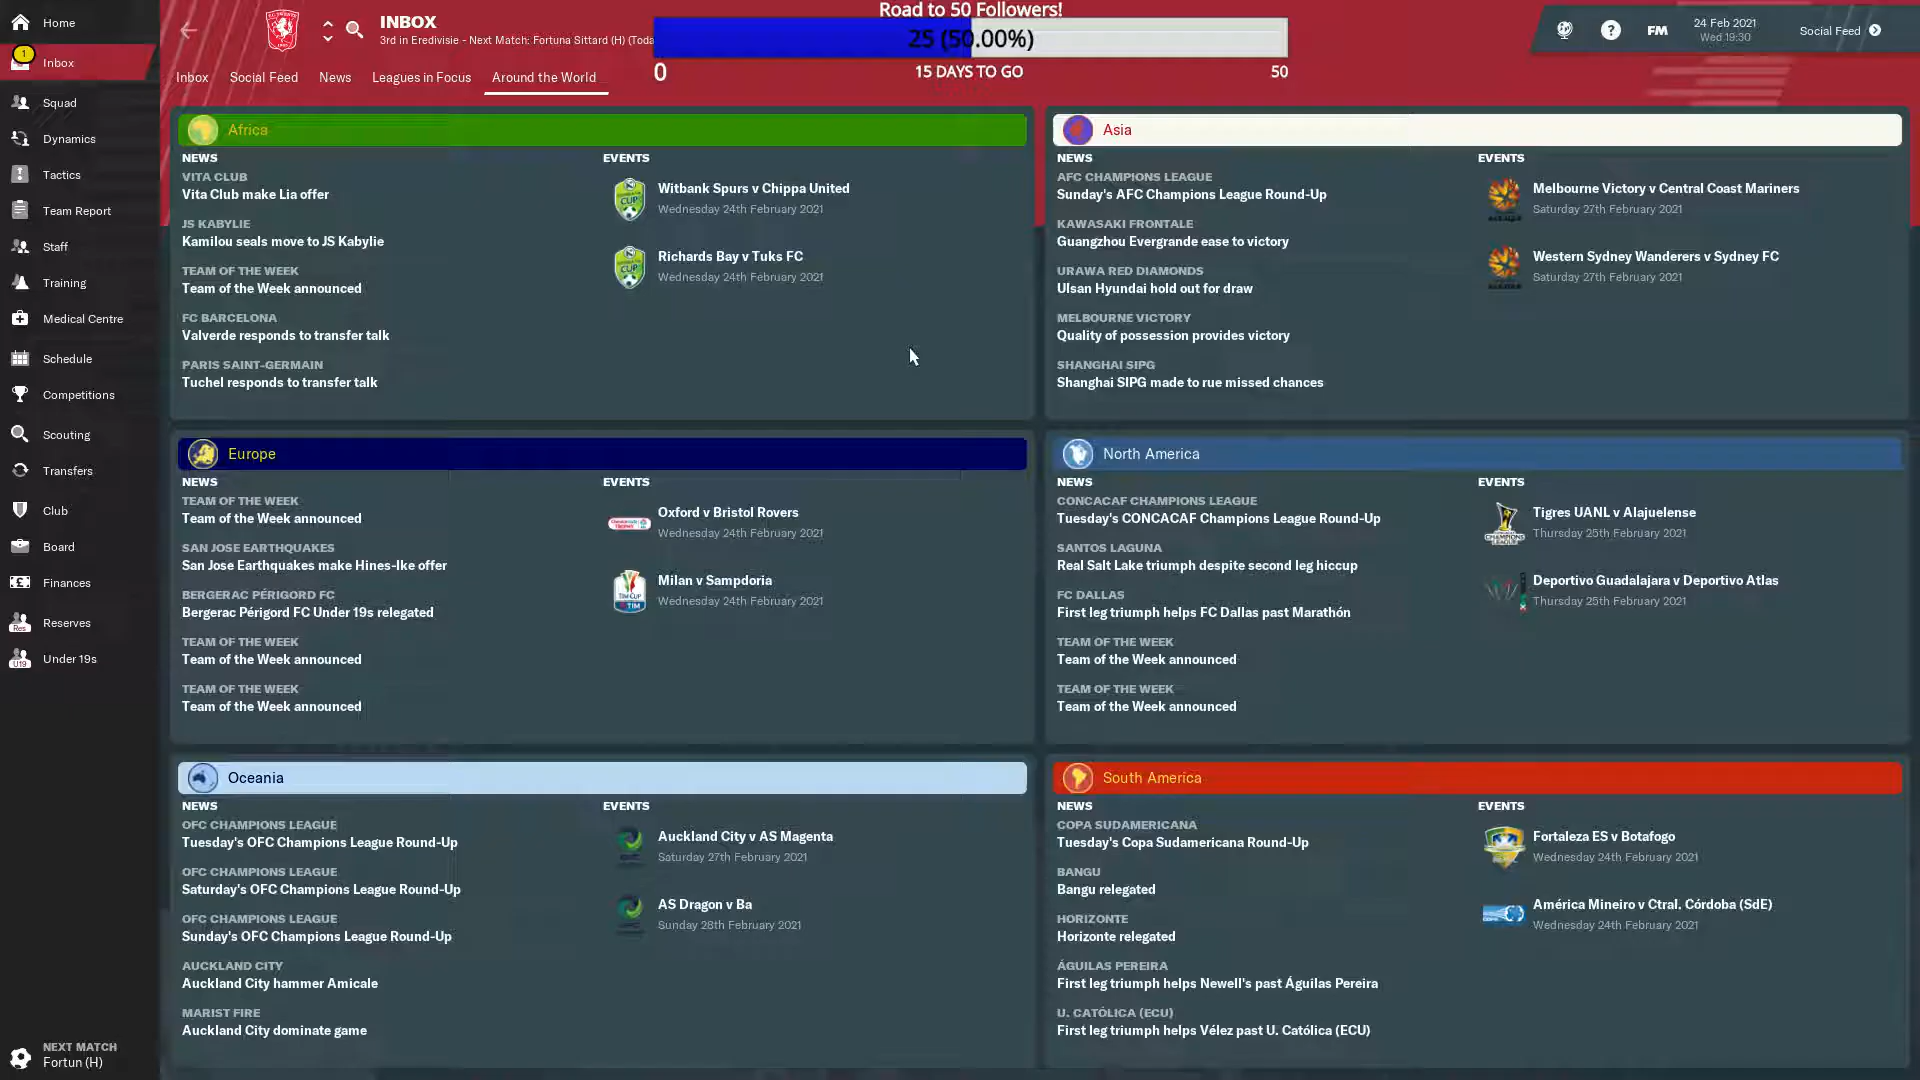 Home
Inbox
1
Squad
Dynamics
Tactics
Team Report
Staff
Training
Medical Centre
Schedule
Competitions
Scouting
Transfers
Club
Board
Finances
Reserves
Res
Under 19s
U19
NEXT MATCH
Fortun (H)
INBOX
3rd in Eredivisie - Next Match: Fortuna Sittard (H) (Toda
Road to 50 Followers!
25 (50.00%)
0
15 DAYS TO GO
50
FM
24 Feb 2021
Wed 19:30
Social Feed
Inbox
Social Feed
News
Leagues in Focus
Around the World
Africa
NEWS
VITA CLUB
Vita Club make Lia offer
JS KABYLIE
Kamilou seals move to JS Kabylie
TEAM OF THE WEEK
Team of the Week announced
FC BARCELONA
Valverde responds to transfer talk
PARIS SAINT-GERMAIN
Tuchel responds to transfer talk
EVENTS
Witbank Spurs v Chippa United
Wednesday 24th February 2021
Richards Bay v Tuks FC
Wednesday 24th February 2021
Asia
NEWS
AFC CHAMPIONS LEAGUE
Sunday's AFC Champions League Round-Up
KAWASAKI FRONTALE
Guangzhou Evergrande ease to victory
URAWA RED DIAMONDS
Ulsan Hyundai hold out for draw
MELBOURNE VICTORY
Quality of possession provides victory
SHANGHAI SIPG
Shanghai SIPG made to rue missed chances
EVENTS
Melbourne Victory v Central Coast Mariners
Saturday 27th February 2021
Western Sydney Wanderers v Sydney FC
Saturday 27th February 2021
Europe
NEWS
TEAM OF THE WEEK
Team of the Week announced
SAN JOSE EARTHQUAKES
San Jose Earthquakes make Hines-Ike offer
BERGERAC PÉRIGORD FC
Bergerac Périgord FC Under 19s relegated
TEAM OF THE WEEK
Team of the Week announced
TEAM OF THE WEEK
Team of the Week announced
EVENTS
Oxford v Bristol Rovers
Wednesday 24th February 2021
Milan v Sampdoria
Wednesday 24th February 2021
North America
NEWS
CONCACAF CHAMPIONS LEAGUE
Tuesday's CONCACAF Champions League Round-Up
SANTOS LAGUNA
Real Salt Lake triumph despite second leg hiccup
FC DALLAS
First leg triumph helps FC Dallas past Marathón
TEAM OF THE WEEK
Team of the Week announced
TEAM OF THE WEEK
Team of the Week announced
EVENTS
Tigres UANL v Alajuelense
Thursday 25th February 2021
Deportivo Guadalajara v Deportivo Atlas
Thursday 25th February 2021
Oceania
NEWS
OFC CHAMPIONS LEAGUE
Tuesday's OFC Champions League Round-Up
OFC CHAMPIONS LEAGUE
Saturday's OFC Champions League Round-Up
OFC CHAMPIONS LEAGUE
Sunday's OFC Champions League Round-Up
AUCKLAND CITY
Auckland City hammer Amicale
MARIST FIRE
Auckland City dominate game
EVENTS
Auckland City v AS Magenta
Saturday 27th February 2021
AS Dragon v Ba
Sunday 28th February 2021
South America
NEWS
COPA SUDAMERICANA
Tuesday's Copa Sudamericana Round-Up
BANGU
Bangu relegated
HORIZONTE
Horizonte relegated
ÁGUILAS PEREIRA
First leg triumph helps Newell's past Águilas Pereira
U. CATÓLICA (ECU)
First leg triumph helps Vélez past U. Católica (ECU)
EVENTS
Fortaleza ES v Botafogo
Wednesday 24th February 2021
América Mineiro v Ctral. Córdoba (SdE)
Wednesday 24th February 2021